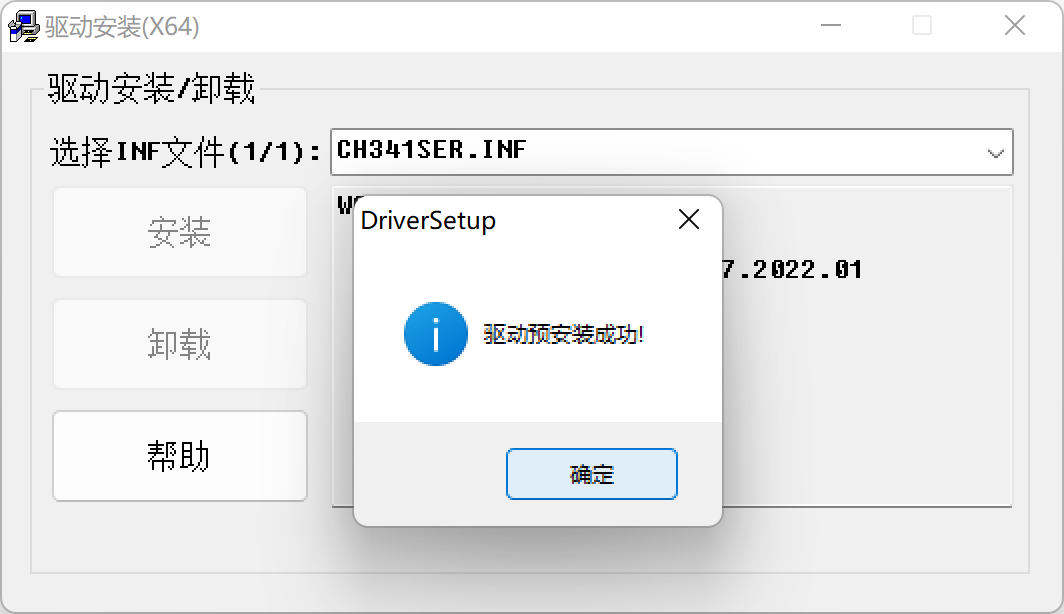 驱动安装(X64)
驱动安装/卸载
选择INF文件(1/1):
CH341SER.INF
安装
卸载
帮助
7.2022.01
DriverSetup
驱动预安装成功!
确定